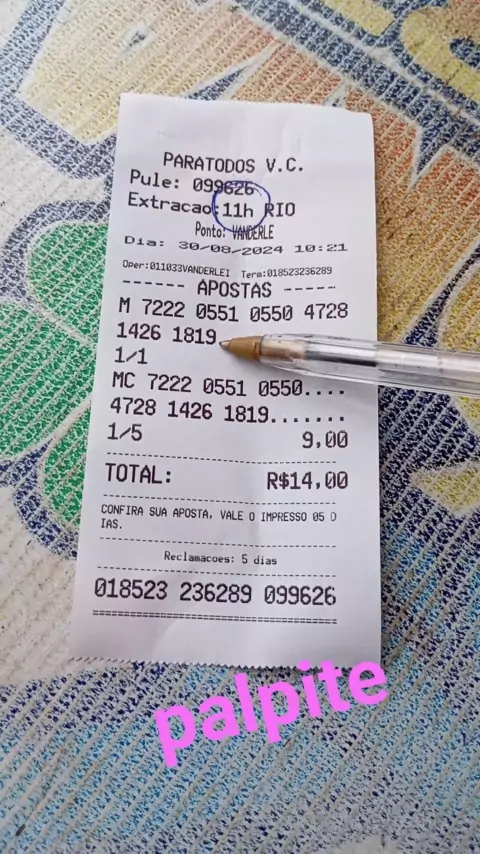 PARATODOS V.C.
Pule: 099626
Extracao:11h RIO
Ponto: VANDERLE
Dia: 30/08/2024 10:21
Oper:011033VANDERLEI Term:018523236289
------ APOSTAS ------
M 7222 0551 0550 4728
1426 1819
1/1
MC 7222 0551 0550....
4728 1426 1819.......
1/5 9,00
TOTAL: R$14,00
CONFIRA SUA APOSTA, VALE O IMPRESSO 05 D
IAS.
Reclamacoes: 5 dias
018523 236289 099626
palpite